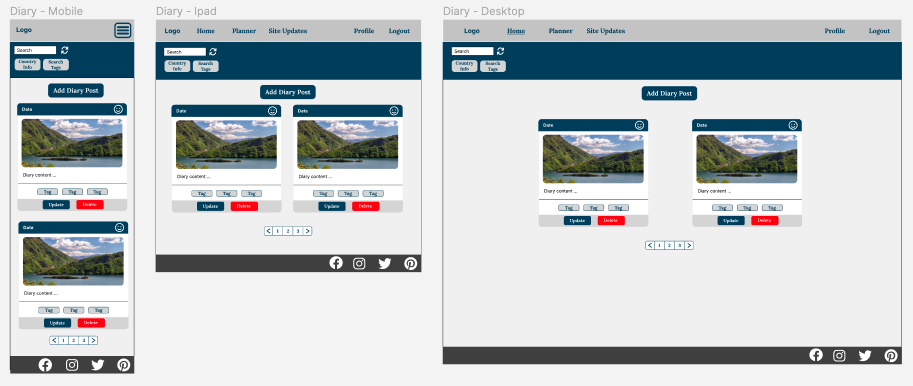 Diary - Mobile
Logo
Search
Country Info
Search Tags
Add Diary Post
Date
Diary content ...
Tag Tag Tag
Update Delete
Date
Diary content ...
Tag Tag Tag
Update Delete
< 1 2 3 >
Diary - Ipad
Logo Home Planner Site Updates Profile Logout
Search
Country Info
Search Tags
Add Diary Post
Date
Diary content ...
Tag Tag Tag
Update Delete
Date
Diary content ...
Tag Tag Tag
Update Delete
< 1 2 3 >
Diary - Desktop
Logo Home Planner Site Updates Profile Logout
Search
Country Info
Search Tags
Add Diary Post
Date
Diary content ...
Tag Tag Tag
Update Delete
Date
Diary content ...
Tag Tag Tag
Update Delete
< 1 2 3 >